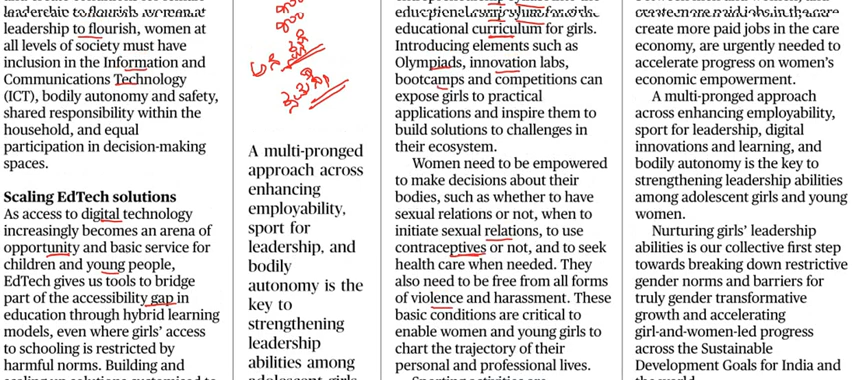 leadership to flourish, women at
all levels of society must have
inclusion in the Information and
Communications Technology
(ICT), bodily autonomy and safety,
shared responsibility within the
household, and equal
participation in decision-making
spaces.
Scaling EdTech solutions
As access to digital technology
increasingly becomes an arena of
opportunity and basic service for
children and young people,
EdTech gives us tools to bridge
part of the accessibility gap in
education through hybrid learning
models, even where girls' access
to schooling is restricted by
harmful norms. Building and
A multi-pronged
approach across
enhancing
employability,
sport for
leadership, and
bodily
autonomy is the
key to
strengthening
leadership
abilities among
adolescent girls
educational curriculum for girls.
Introducing elements such as
Olympiads, innovation labs,
bootcamps and competitions can
expose girls to practical
applications and inspire them to
build solutions to challenges in
their ecosystem.
Women need to be empowered
to make decisions about their
bodies, such as whether to have
sexual relations or not, when to
initiate sexual relations, to use
contraceptives or not, and to seek
health care when needed. They
also need to be free from all forms
of violence and harassment. These
basic conditions are critical to
enable women and young girls to
chart the trajectory of their
personal and professional lives.
Sporting activities are
create more paid jobs in the care
economy, are urgently needed to
accelerate progress on women's
economic empowerment.
A multi-pronged approach
across enhancing employability,
sport for leadership, digital
innovations and learning, and
bodily autonomy is the key to
strengthening leadership abilities
among adolescent girls and young
women.
Nurturing girls' leadership
abilities is our collective first step
towards breaking down restrictive
gender norms and barriers for
truly gender transformative
growth and accelerating
girl-and-women-led progress
across the Sustainable
Development Goals for India and
the world.